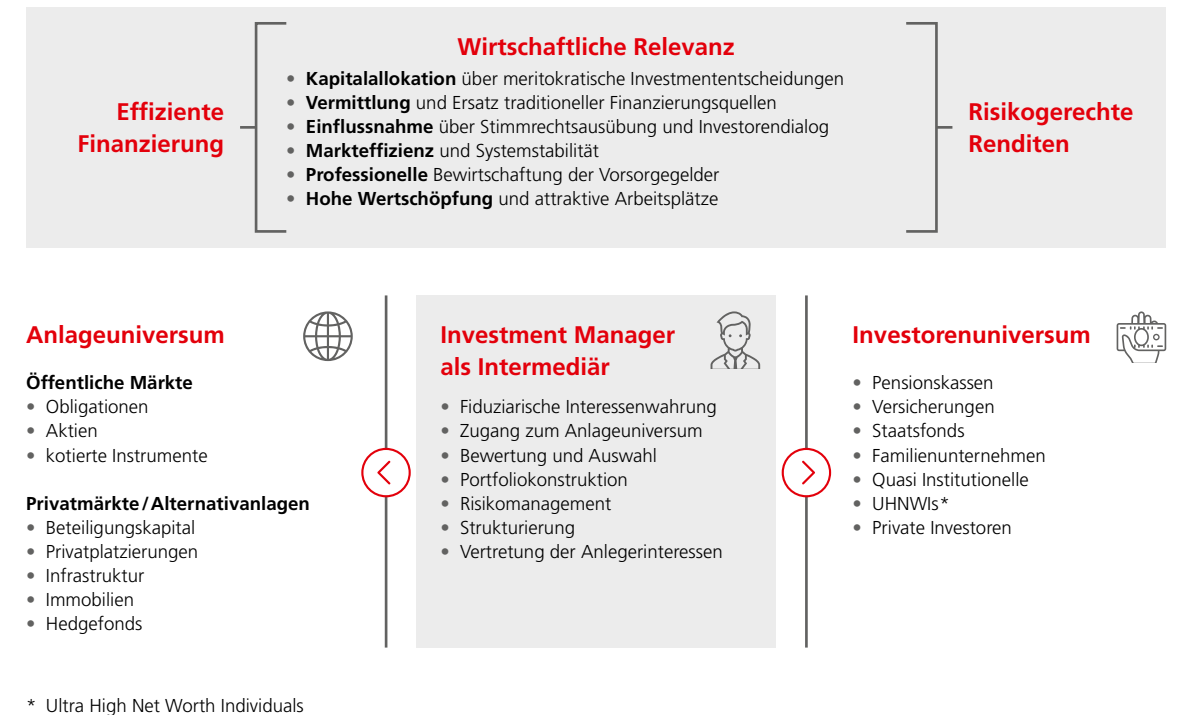 Effiziente
Finanzierung
Wirtschaftliche Relevanz
• Kapitalallokation über meritokratische Investmententscheidungen
• Vermittlung und Ersatz traditioneller Finanzierungsquellen
• Einflussnahme über Stimmrechtsausübung und Investorendialog
• Markteffizienz und Systemstabilität
• Professionelle Bewirtschaftung der Vorsorgegelder
• Hohe Wertschöpfung und attraktive Arbeitsplätze
Risikogerechte
Renditen
Anlageuniversum
Öffentliche Märkte
• Obligationen
• Aktien
• kotierte Instrumente
Privatmärkte / Alternativanlagen
• Beteiligungskapital
• Privatplatzierungen
• Infrastruktur
• Immobilien
• Hedgefonds
Investment Manager
als Intermediär
• Fiduziarische Interessenwahrung
• Zugang zum Anlageuniversum
• Bewertung und Auswahl
• Portfoliokonstruktion
• Risikomanagement
• Strukturierung
• Vertretung der Anlegerinteressen
Investorenuniversum
• Pensionskassen
• Versicherungen
• Staatsfonds
• Familienunternehmen
• Quasi Institutionelle
• UHNWIs*
• Private Investoren
* Ultra High Net Worth Individuals